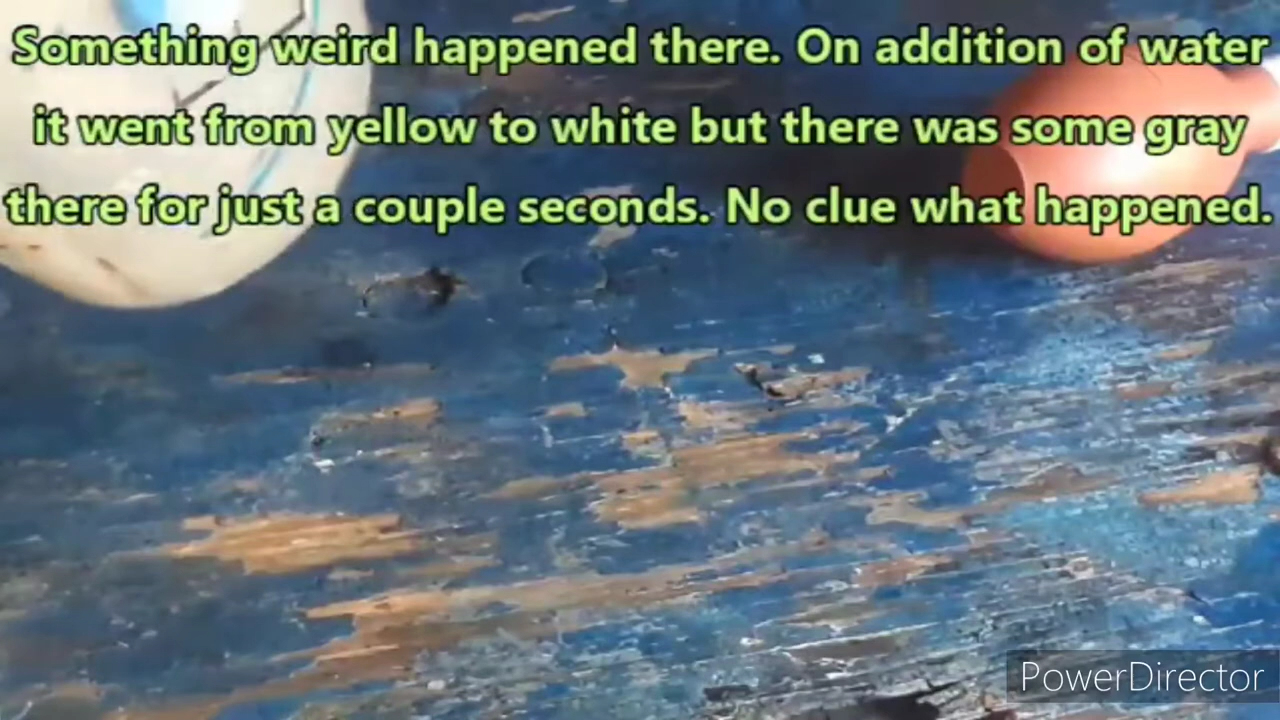 Something weird happened there. On addition of water
it went from yellow to white but there was some gray
there for just a couple seconds. No clue what happened.
PowerDirector